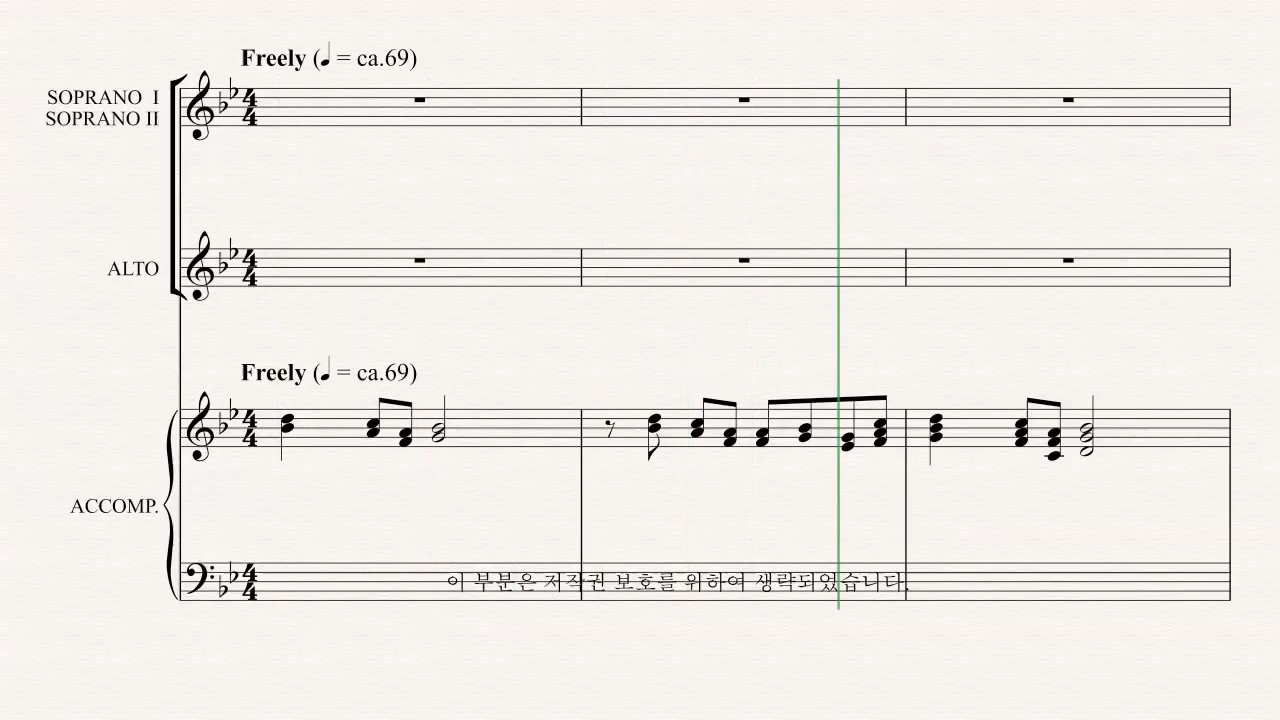 Freely (♩ = ca.69)
SOPRANO I
SOPRANO II
ALTO
Freely (♩ = ca.69)
ACCOMP.
이 부분은 저작권 보호를 위하여 생략되었습니다.